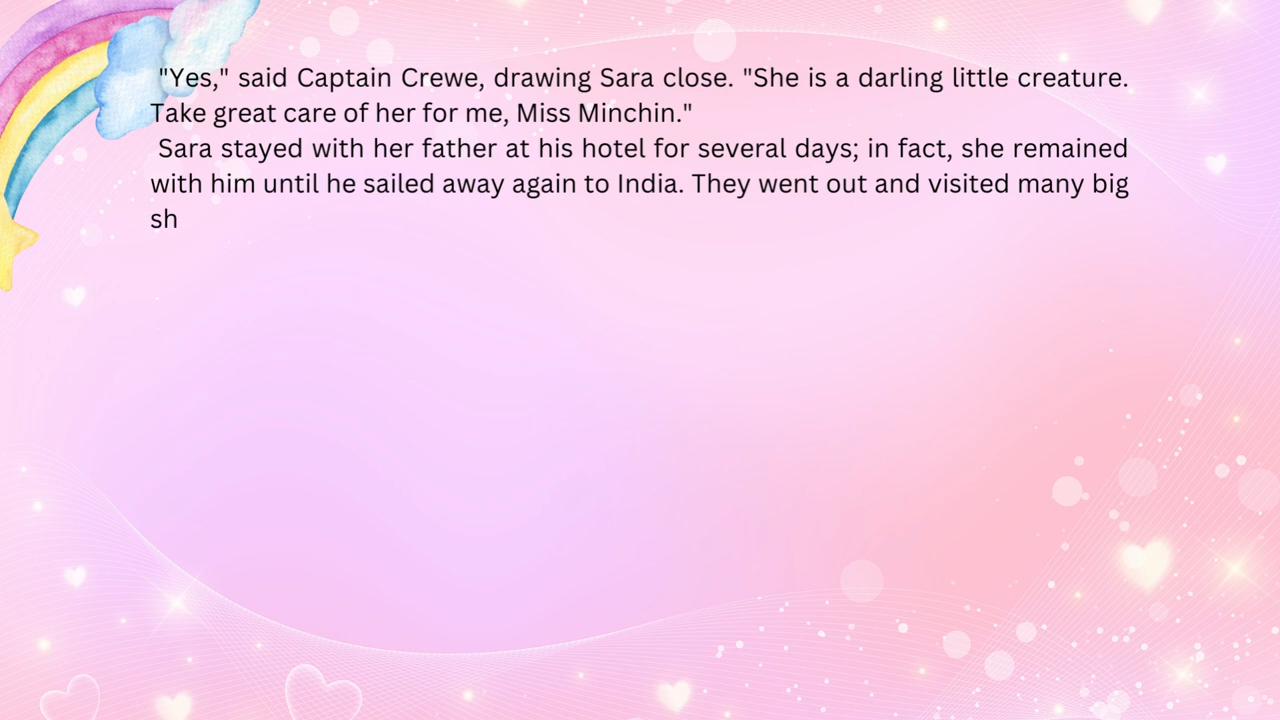 "Yes," said Captain Crewe, drawing Sara close. "She is a darling little creature.
Take great care of her for me, Miss Minchin."
Sara stayed with her father at his hotel for several days; in fact, she remained
with him until he sailed away again to India. They went out and visited many big
sh